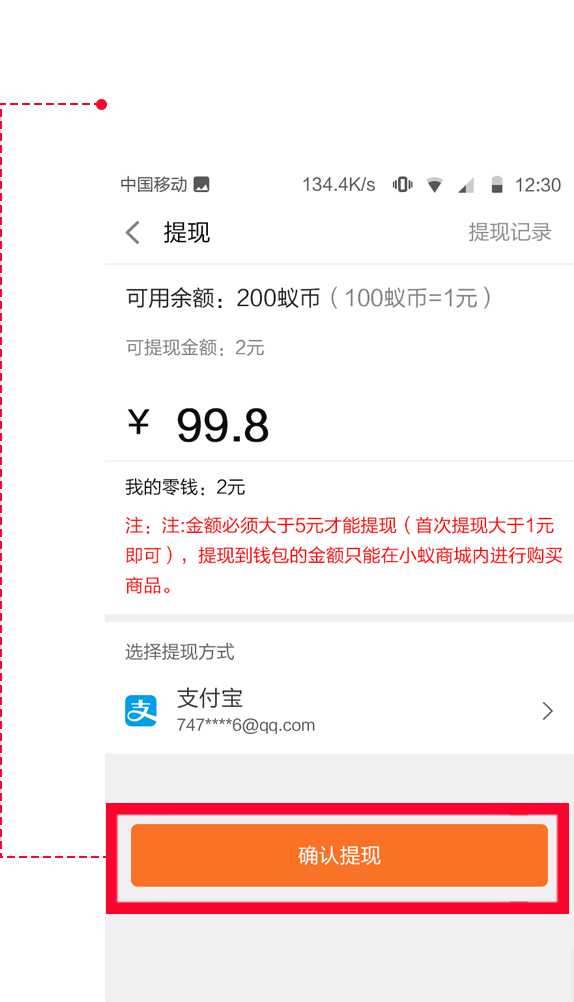 中国移动 134.4K/s 12:30
提现 提现记录
可用余额：200蚁币（100蚁币=1元）
可提现金额：2元
¥ 99.8
我的零钱：2元
注：注:金额必须大于5元才能提现（首次提现大于1元
即可），提现到钱包的金额只能在小蚁商城内进行购买
商品。
选择提现方式
支
支付宝
747****6@qq.com
确认提现